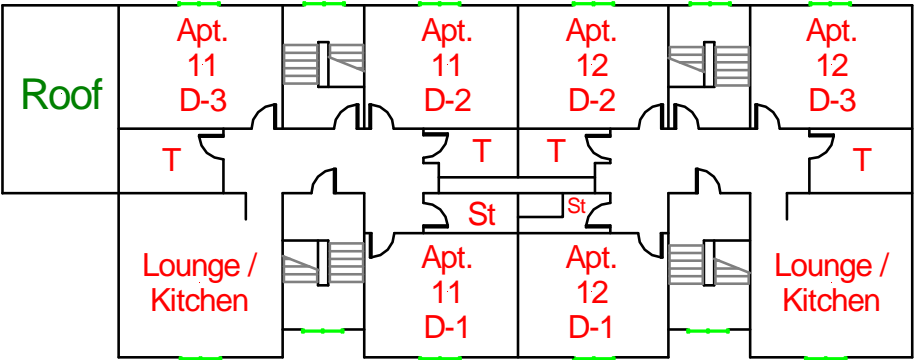 Roof
Apt.
11
D-3
Apt.
11
D-2
Apt.
12
D-2
Apt.
12
D-3
T
T
T
T
St
St
Lounge /
Kitchen
Apt.
11
D-1
Apt.
12
D-1
Lounge /
Kitchen